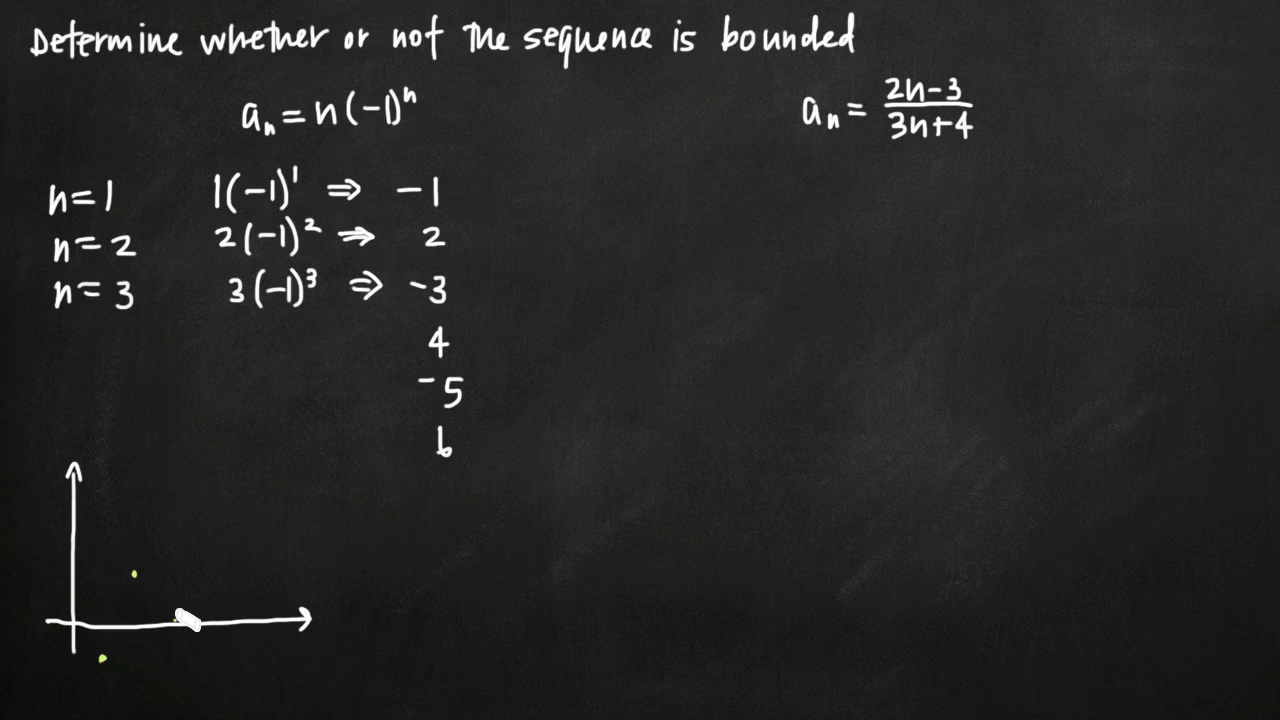 Determine whether or not the sequence is bounded
aₙ = n(-1)ⁿ
aₙ = (2n-3)/(3n+4)
n=1 1(-1)¹ ⇒ -1
n=2 2(-1)² ⇒ 2
n=3 3(-1)³ ⇒ -3
4
-5
6